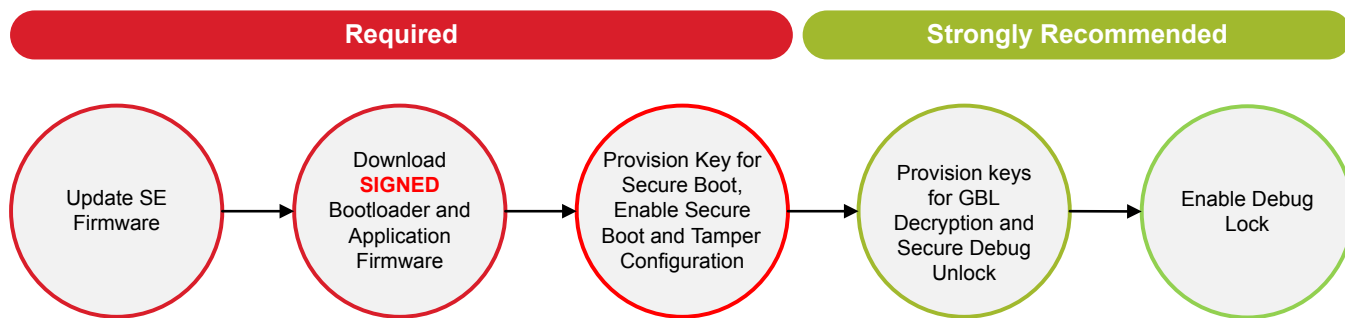 Required
Strongly Recommended
Update SE
Firmware
Download
SIGNED
Bootloader and
Application
Firmware
Provision Key for
Secure Boot,
Enable Secure
Boot and Tamper
Configuration
Provision keys
for GBL
Decryption and
Secure Debug
Unlock
Enable Debug
Lock